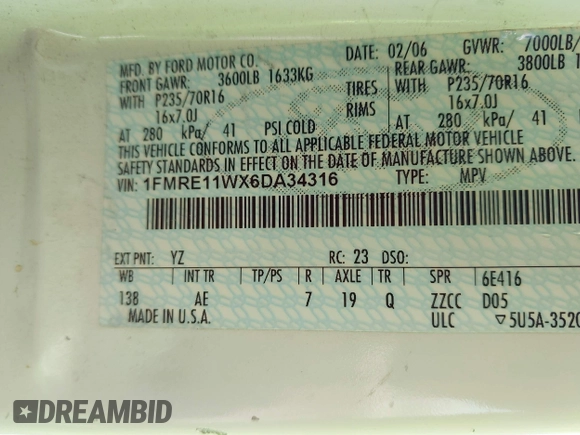 MFD. BY FORD MOTOR CO. DATE: 02/06 GVWR: 7000LB/
FRONT GAWR: 3600LB 1633KG REAR GAWR: 3800LB 1
WITH P235/70R16 TIRES WITH P235/70R16
16x7.0J RIMS 16x7.0J
AT 280 kPa/ 41 PSI COLD AT 280 kPa/ 41
THIS VEHICLE CONFORMS TO ALL APPLICABLE FEDERAL MOTOR VEHICLE
SAFETY STANDARDS IN EFFECT ON THE DATE OF MANUFACTURE SHOWN ABOVE.
VIN: 1FMRE11WX6DA34316 TYPE: MPV
EXT PNT: YZ RC: 23 DSO:
WB INT TR TP/PS R AXLE TR SPR 6E416
138 AE 7 19 Q ZZCC D05
MADE IN U.S.A. ULC ▽5U5A-3520
DREAMBID